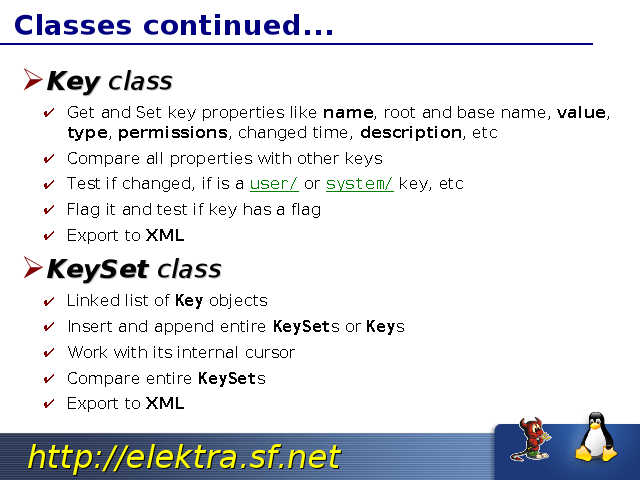 Classes continued...
Key class
Get and Set key properties like name, root and base name, value,
type, permissions, changed time, description, etc
Compare all properties with other keys
Test if changed, if is a user/ or system/ key, etc
Flag it and test if key has a flag
Export to XML
KeySet class
Linked list of Key objects
Insert and append entire KeySets or Keys
Work with its internal cursor
Compare entire KeySets
Export to XML
http://elektra.sf.net